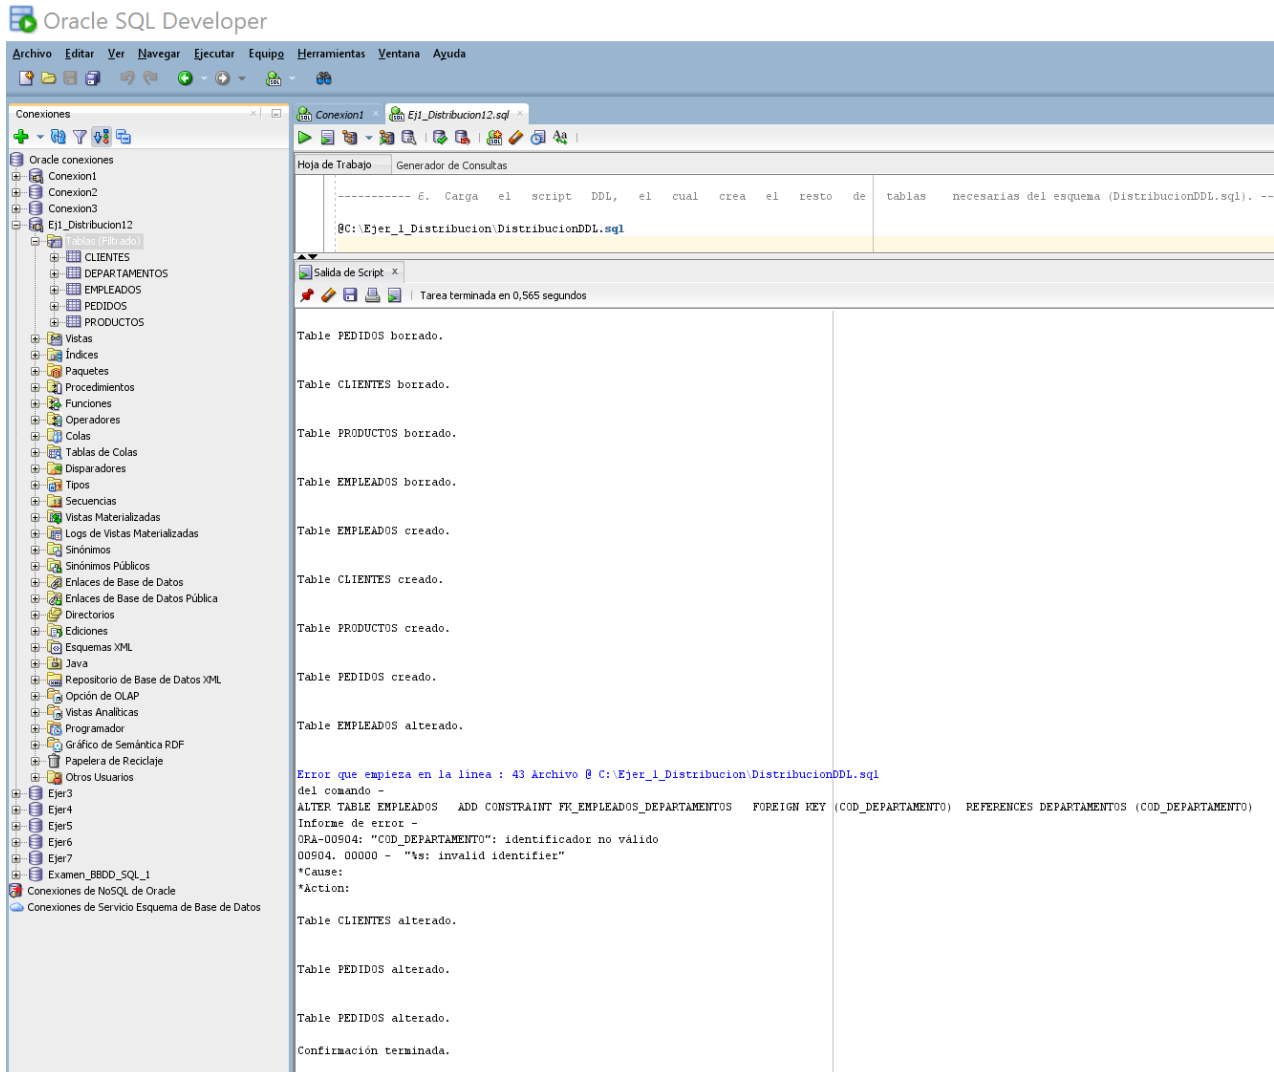 Oracle SQL Developer
Archivo Editar Ver Navegar Ejecutar Equipo Herramientas Ventana Ayuda
Conexiones
Oracle conexiones
Conexion1
Conexion2
Conexion3
Ej1_Distribucion12
Tablas (Filtrado)
CLIENTES
DEPARTAMENTOS
EMPLEADOS
PEDIDOS
PRODUCTOS
Vistas
Índices
Paquetes
Procedimientos
Funciones
Operadores
Colas
Tablas de Colas
Disparadores
Tipos
Secuencias
Vistas Materializadas
Logs de Vistas Materializadas
Sinónimos
Sinónimos Públicos
Enlaces de Base de Datos
Enlaces de Base de Datos Pública
Directorios
Ediciones
Esquemas XML
Java
Repositorio de Base de Datos XML
Opción de OLAP
Vistas Analíticas
Programador
Gráfico de Semántica RDF
Papelera de Reciclaje
Otros Usuarios
Ejer3
Ejer4
Ejer5
Ejer6
Ejer7
Examen_BBDD_SQL_1
Conexiones de NoSQL de Oracle
Conexiones de Servicio Esquema de Base de Datos
Conexion1 Ej1_Distribucion12.sql
Hoja de Trabajo Generador de Consultas
----------- 6. Carga el script DDL, el cual crea el resto de tablas necesarias del esquema (DistribucionDDL.sql). --
@C:\Ejer_1_Distribucion\DistribucionDDL.sql
Salida de Script x
Tarea terminada en 0,565 segundos
Table PEDIDOS borrado.
Table CLIENTES borrado.
Table PRODUCTOS borrado.
Table EMPLEADOS borrado.
Table EMPLEADOS creado.
Table CLIENTES creado.
Table PRODUCTOS creado.
Table PEDIDOS creado.
Table EMPLEADOS alterado.
Error que empieza en la línea : 43 Archivo @ C:\Ejer_1_Distribucion\DistribucionDDL.sql
del comando -
ALTER TABLE EMPLEADOS ADD CONSTRAINT FK_EMPLEADOS_DEPARTAMENTOS FOREIGN KEY (COD_DEPARTAMENTO) REFERENCES DEPARTAMENTOS (COD_DEPARTAMENTO)
Informe de error -
ORA-00904: "COD_DEPARTAMENTO": identificador no válido
00904. 00000 - "%s: invalid identifier"
*Cause:
*Action:
Table CLIENTES alterado.
Table PEDIDOS alterado.
Table PEDIDOS alterado.
Confirmación terminada.